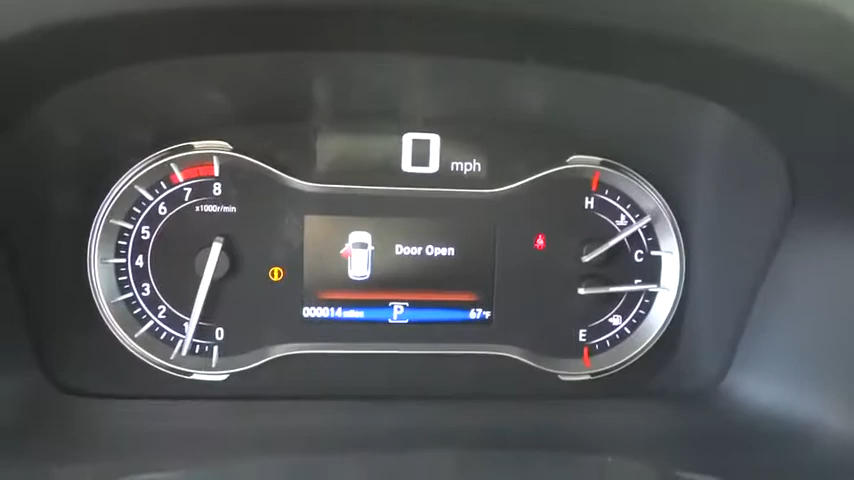 0 mph
8
7
6
5
4
3
2
1
0
x1000r/min
Door Open
000014 miles
P
67°F
H
C
F
E